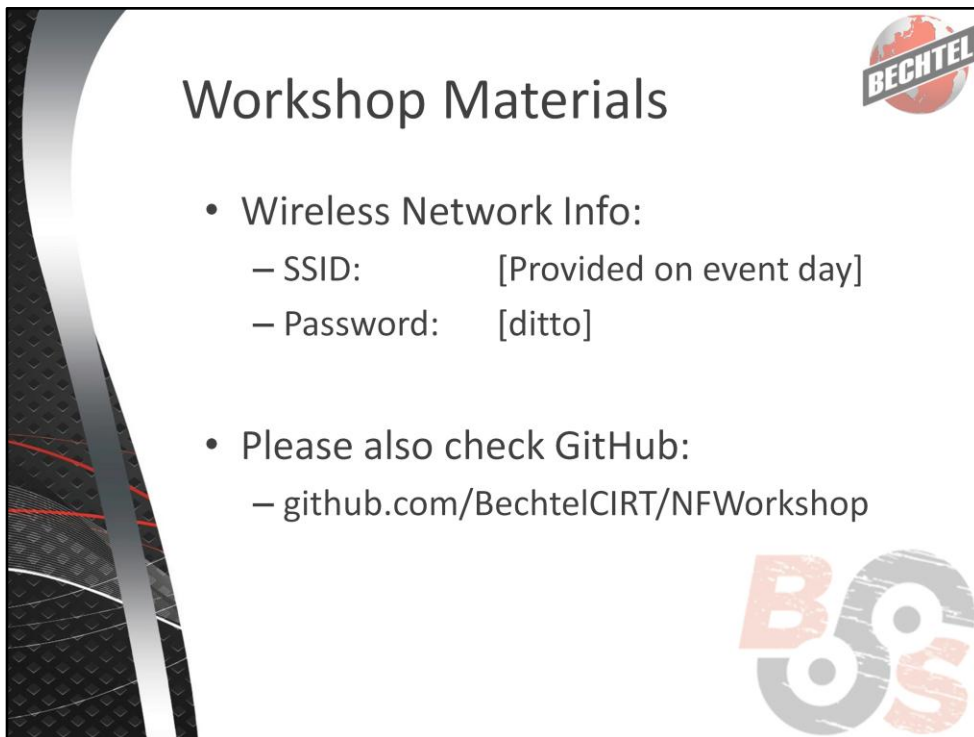 BECHTEL
Workshop Materials
• Wireless Network Info:
– SSID: [Provided on event day]
– Password: [ditto]
• Please also check GitHub:
– github.com/BechtelCIRT/NFWorkshop
B S